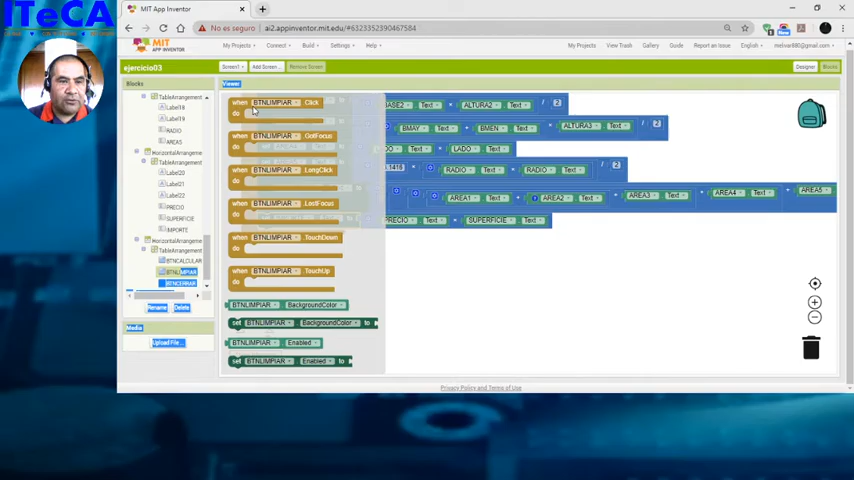 ITeCA
MIT App Inventor
No es seguro
ai2.appinventor.mit.edu/#6323352390467584
MIT
APP INVENTOR
My Projects
Connect
Build
Settings
Help
My Projects
View Trash
Gallery
Guide
Report an Issue
English
ejercicio03
Screen1
Add Screen ...
Remove Screen
Designer
Blocks
Blocks
Viewer
TableArrangement
Label18
Label19
RADIO
AREA5
HorizontalArrangement
TableArrangement
Label20
Label21
Label22
PRECIO
SUPERFICIE
IMPORTE
HorizontalArrangement
TableArrangement
BTNCALCULAR
BTNLIMPIAR
BTNCERRAR
Rename
Delete
Media
Upload File ...
when BTNLIMPIAR .Click
do
when BTNLIMPIAR .GotFocus
do
when BTNLIMPIAR .LongClick
do
when BTNLIMPIAR .LostFocus
do
when BTNLIMPIAR .TouchDown
do
when BTNLIMPIAR .TouchUp
do
BTNLIMPIAR . BackgroundColor
set BTNLIMPIAR . BackgroundColor to
BTNLIMPIAR . Enabled
set BTNLIMPIAR . Enabled to
ASE2 . Text × ALTURA2 . Text / 2
BMAY . Text + BMEN . Text × ALTURA3 . Text / 2
DO . Text × LADO . Text
.1416 × RADIO . Text × RADIO . Text / 2
AREA1 . Text + AREA2 . Text + AREA3 . Text + AREA4 . Text + AREA5
PRECIO . Text × SUPERFICIE . Text
Privacy Policy and Terms of Use